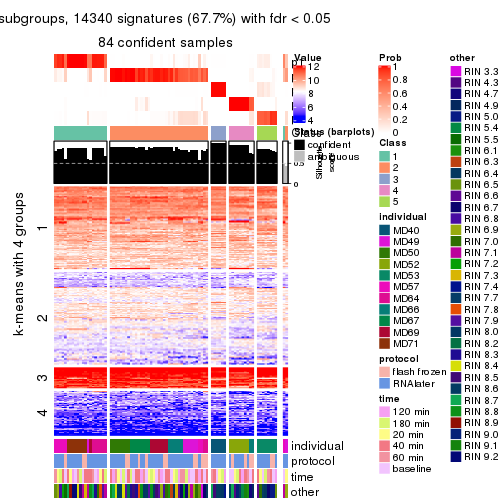 subgroups, 14340 signatures (67.7%) with fdr < 0.05
84 confident samples
k-means with 4 groups
1
2
3
4
Value
12
10
8
6
4
Status (barplots)
confident
ambiguous
Silhouette
score
0.5
0
individual
protocol
time
other
Prob
1
0.8
0.6
0.4
0.2
0
Class
1
2
3
4
5
individual
MD40
MD49
MD50
MD52
MD53
MD57
MD64
MD66
MD67
MD69
MD71
protocol
flash frozen
RNAlater
time
120 min
180 min
20 min
40 min
60 min
baseline
other
RIN 3.3
RIN 4.3
RIN 4.7
RIN 4.9
RIN 5.0
RIN 5.4
RIN 5.5
RIN 6.1
RIN 6.3
RIN 6.4
RIN 6.5
RIN 6.6
RIN 6.7
RIN 6.8
RIN 6.9
RIN 7.0
RIN 7.1
RIN 7.2
RIN 7.3
RIN 7.4
RIN 7.7
RIN 7.8
RIN 7.9
RIN 8.0
RIN 8.2
RIN 8.3
RIN 8.4
RIN 8.5
RIN 8.6
RIN 8.7
RIN 8.8
RIN 8.9
RIN 9.0
RIN 9.1
RIN 9.2